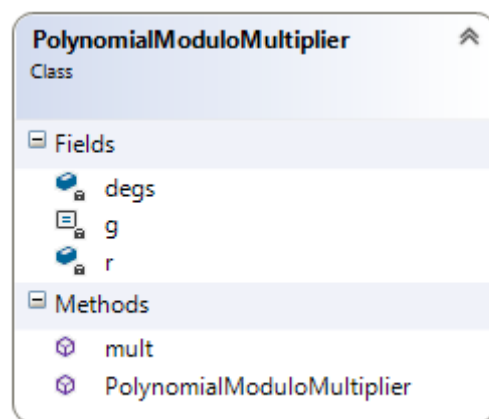 PolynomialModuloMultiplier
Class
Fields
degs
g
r
Methods
mult
PolynomialModuloMultiplier